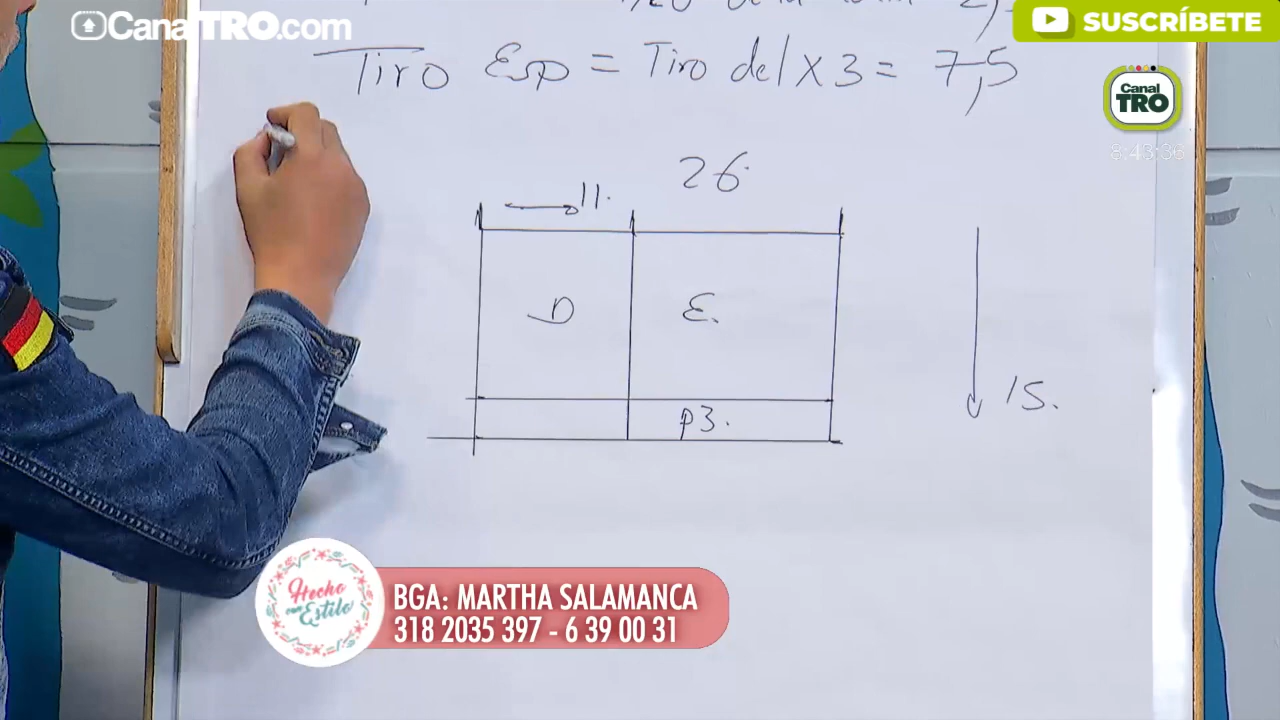 CanalTRO.com
SUSCRÍBETE
Tiro Esp = Tiro del x 3 = 7,5
Canal
TRO
8:43:36
26.
11.
D
E.
15.
P3.
Hecho
con Estilo
BGA: MARTHA SALAMANCA
318 2035 397 - 6 39 00 31